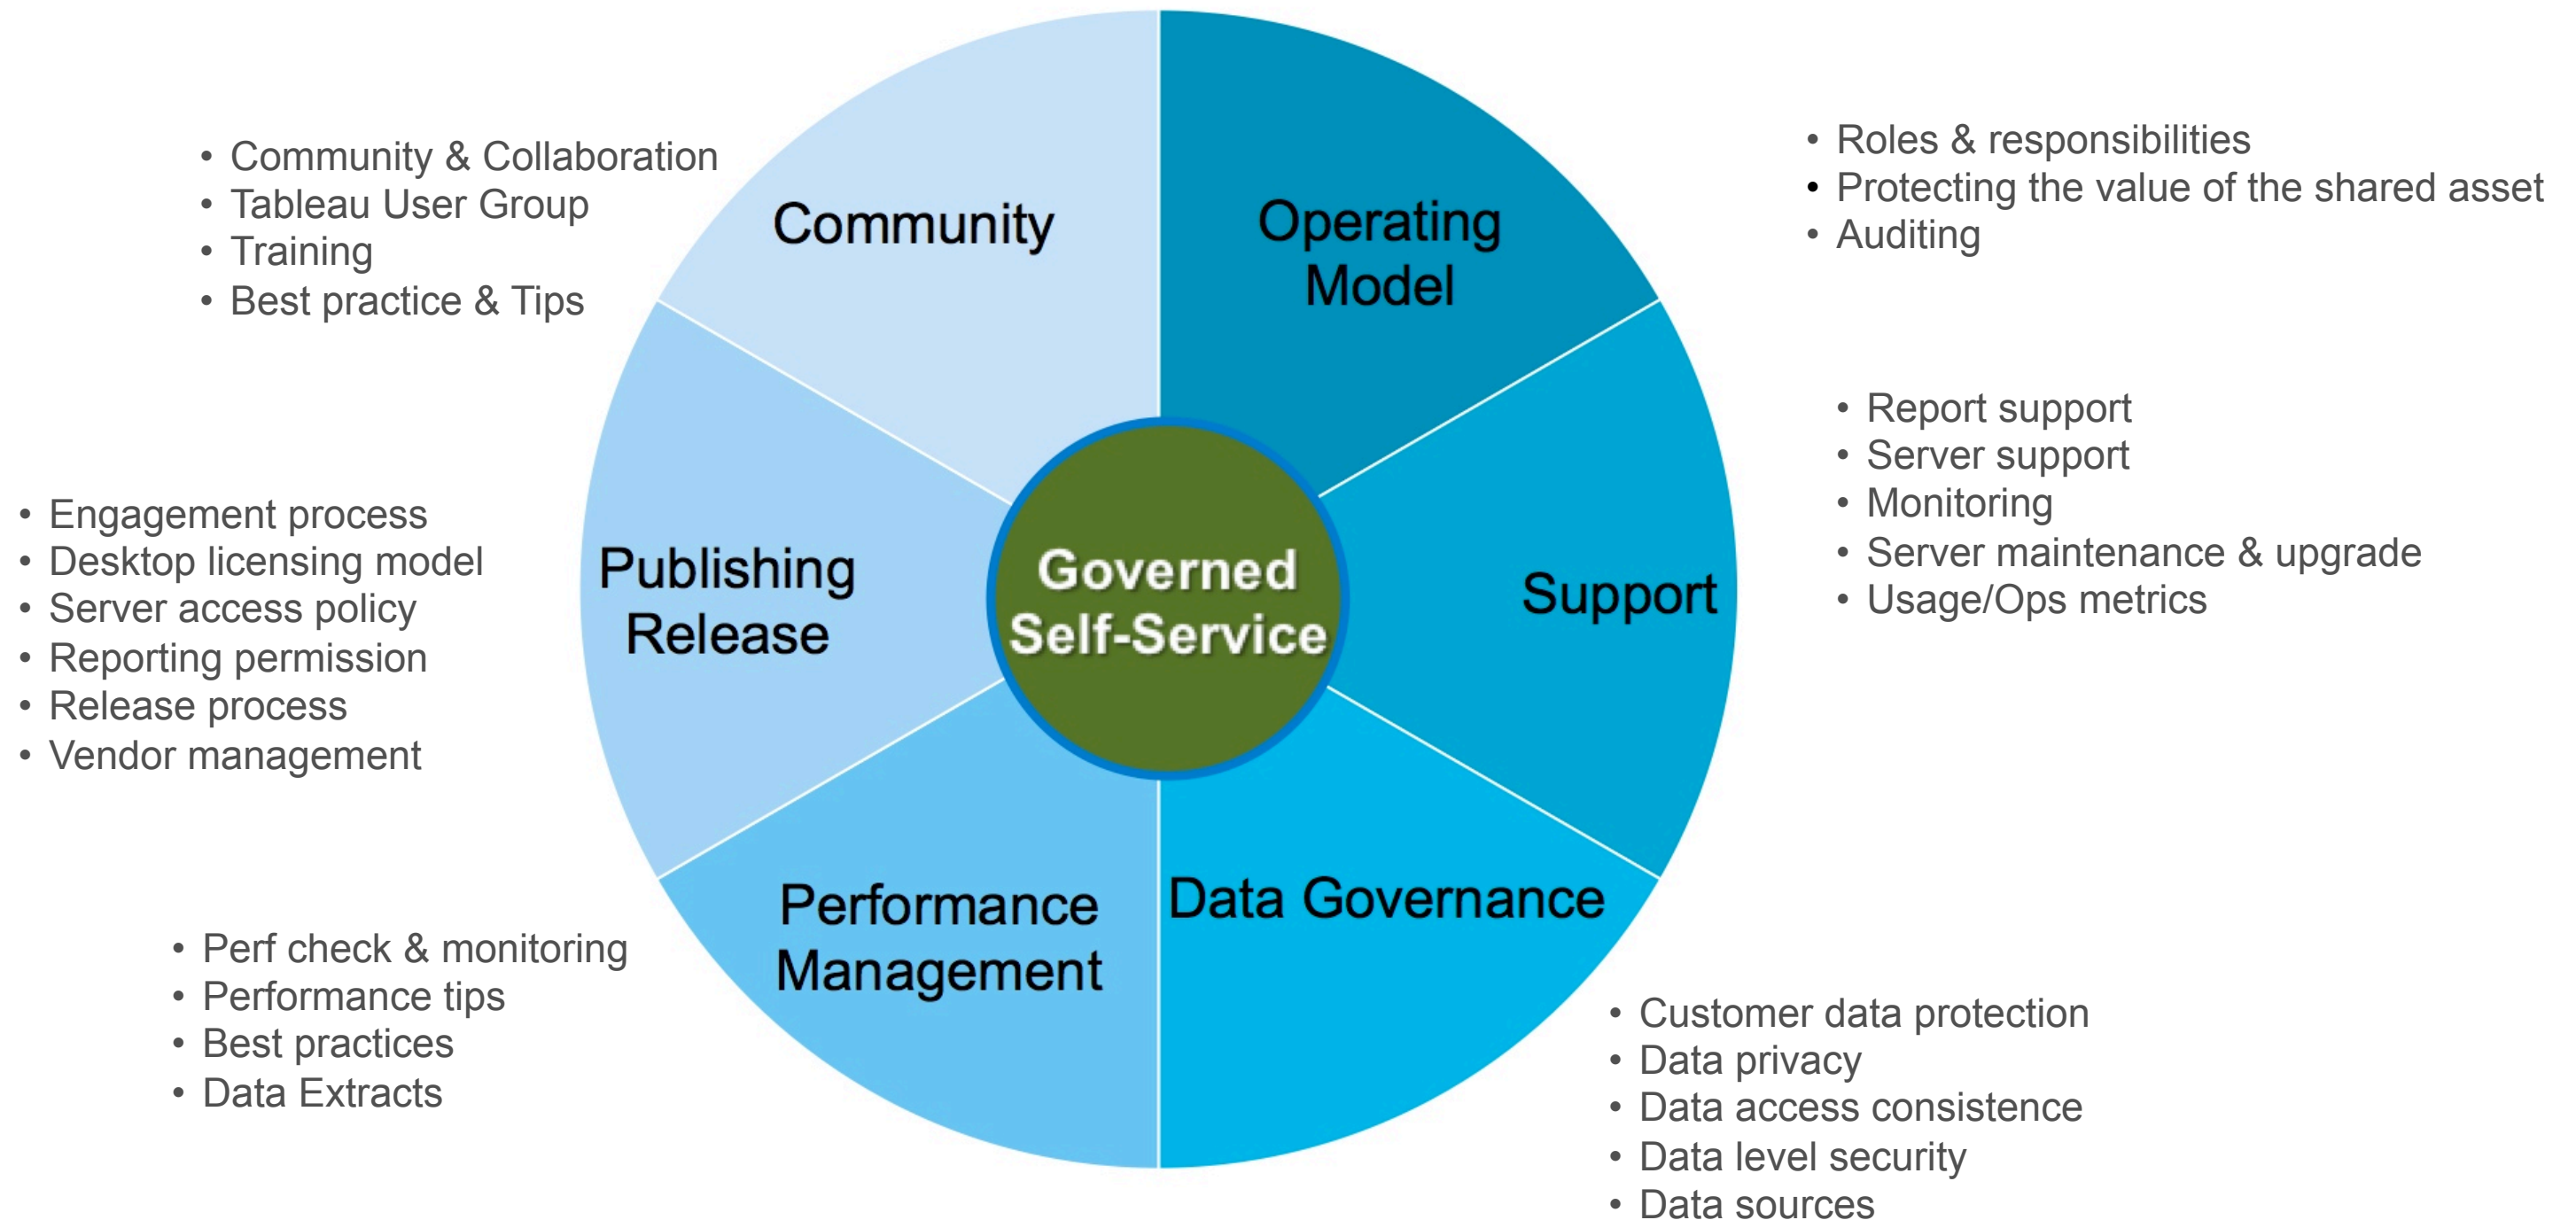 Community
• Community & Collaboration
• Tableau User Group
• Training
• Best practice & Tips
Operating
Model
• Roles & responsibilities
• Protecting the value of the shared asset
• Auditing
Support
• Report support
• Server support
• Monitoring
• Server maintenance & upgrade
• Usage/Ops metrics
Governed
Self-Service
Publishing
Release
• Engagement process
• Desktop licensing model
• Server access policy
• Reporting permission
• Release process
• Vendor management
Performance
Management
• Perf check & monitoring
• Performance tips
• Best practices
• Data Extracts
Data Governance
• Customer data protection
• Data privacy
• Data access consistence
• Data level security
• Data sources